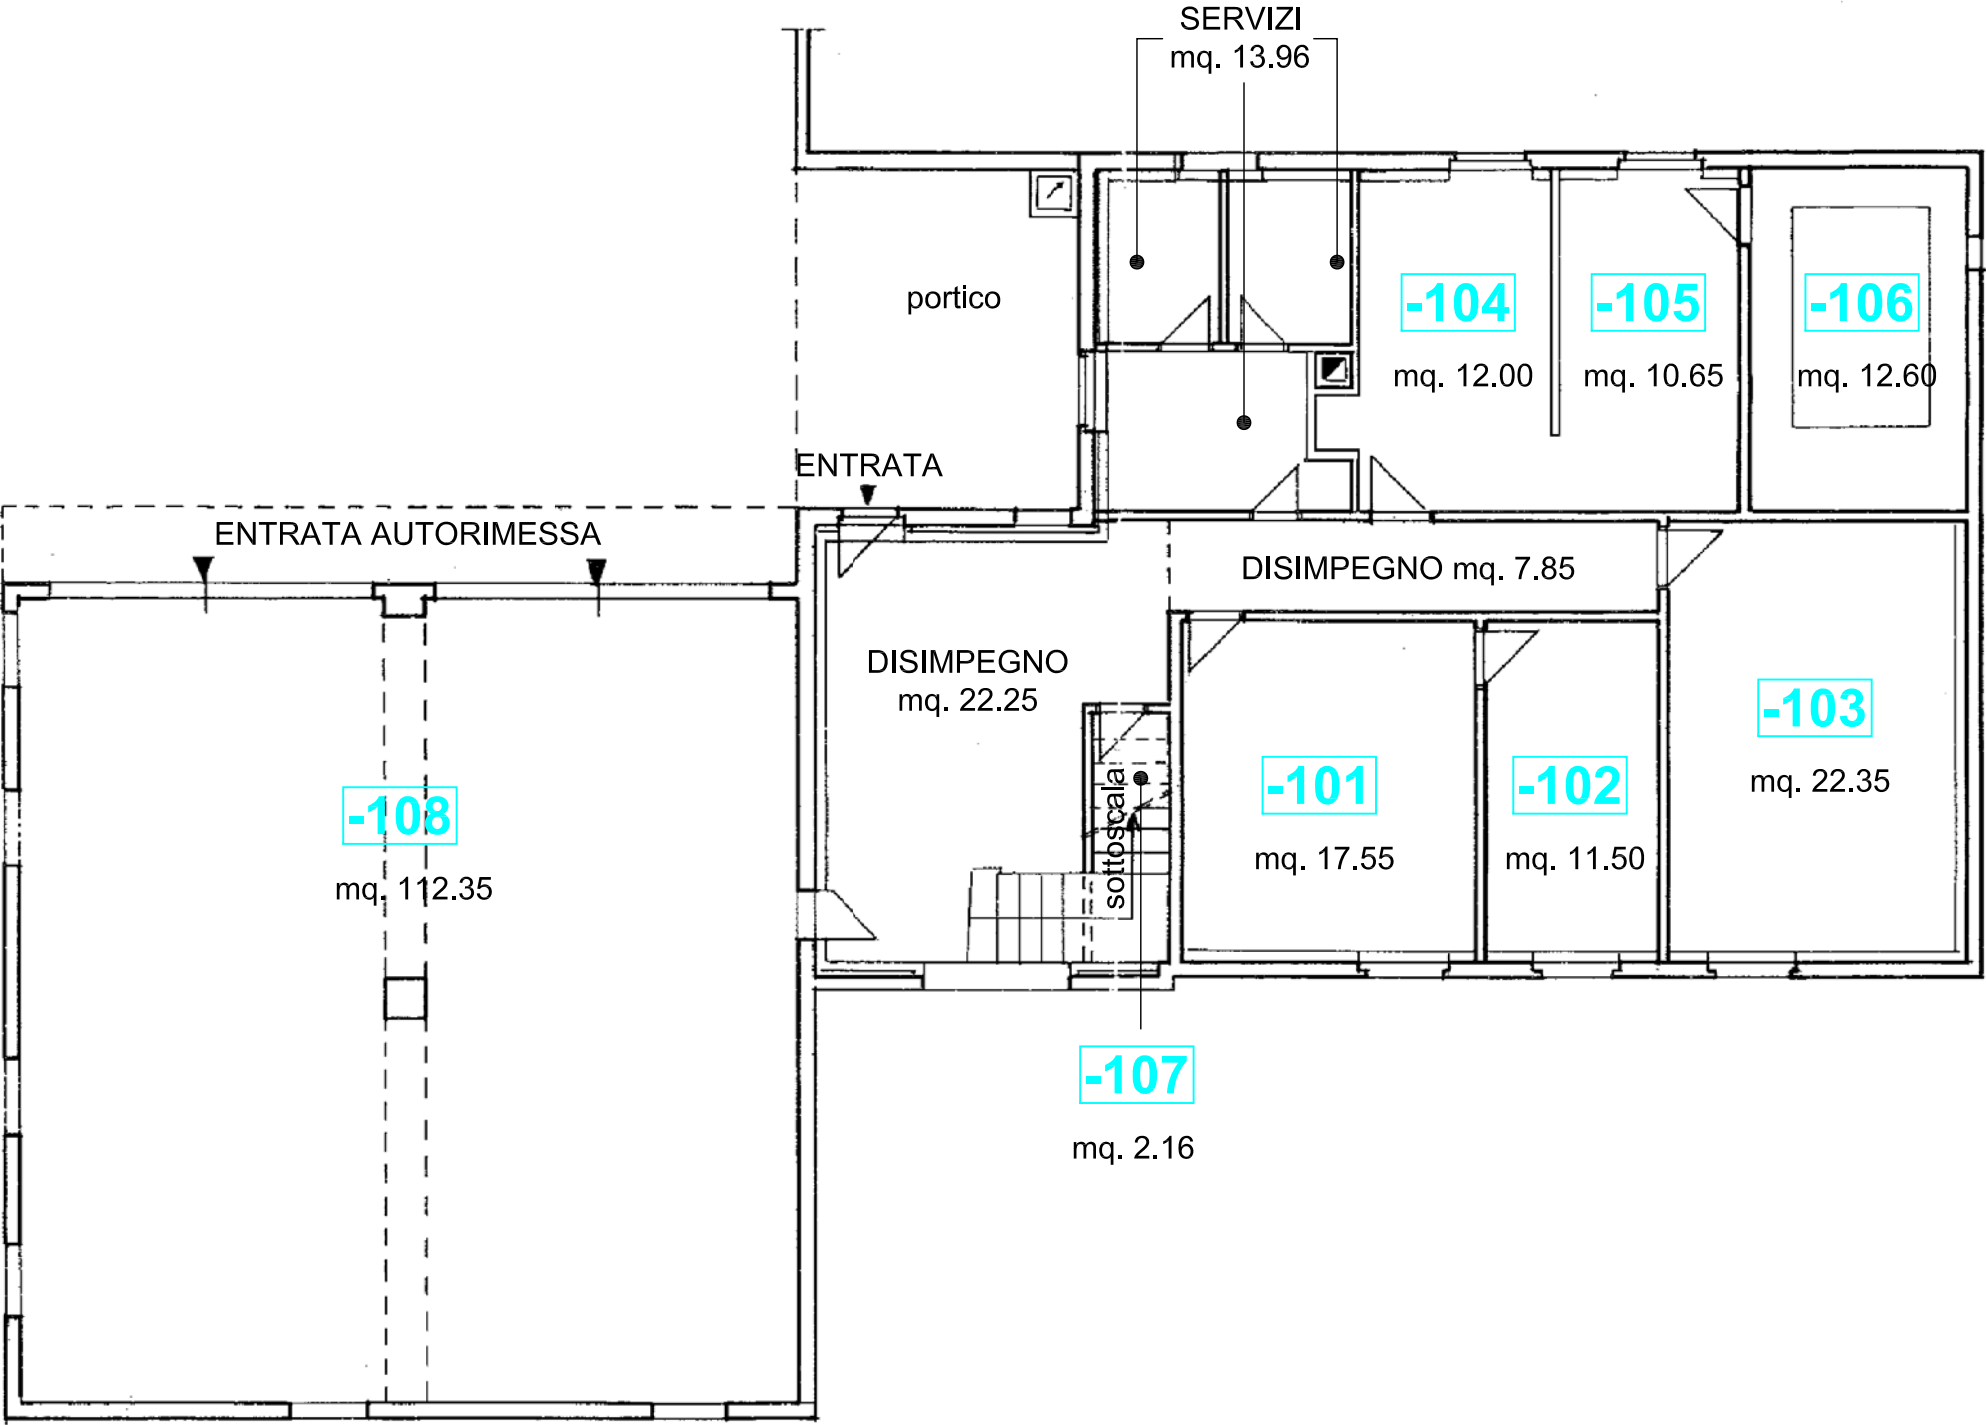 SERVIZI
mq. 13.96
portico
-104
mq. 12.00
-105
mq. 10.65
-106
mq. 12.60
ENTRATA
ENTRATA AUTORIMESSA
DISIMPEGNO mq. 7.85
DISIMPEGNO
mq. 22.25
-103
mq. 22.35
-101
mq. 17.55
-102
mq. 11.50
sottoscala
-108
mq. 112.35
-107
mq. 2.16